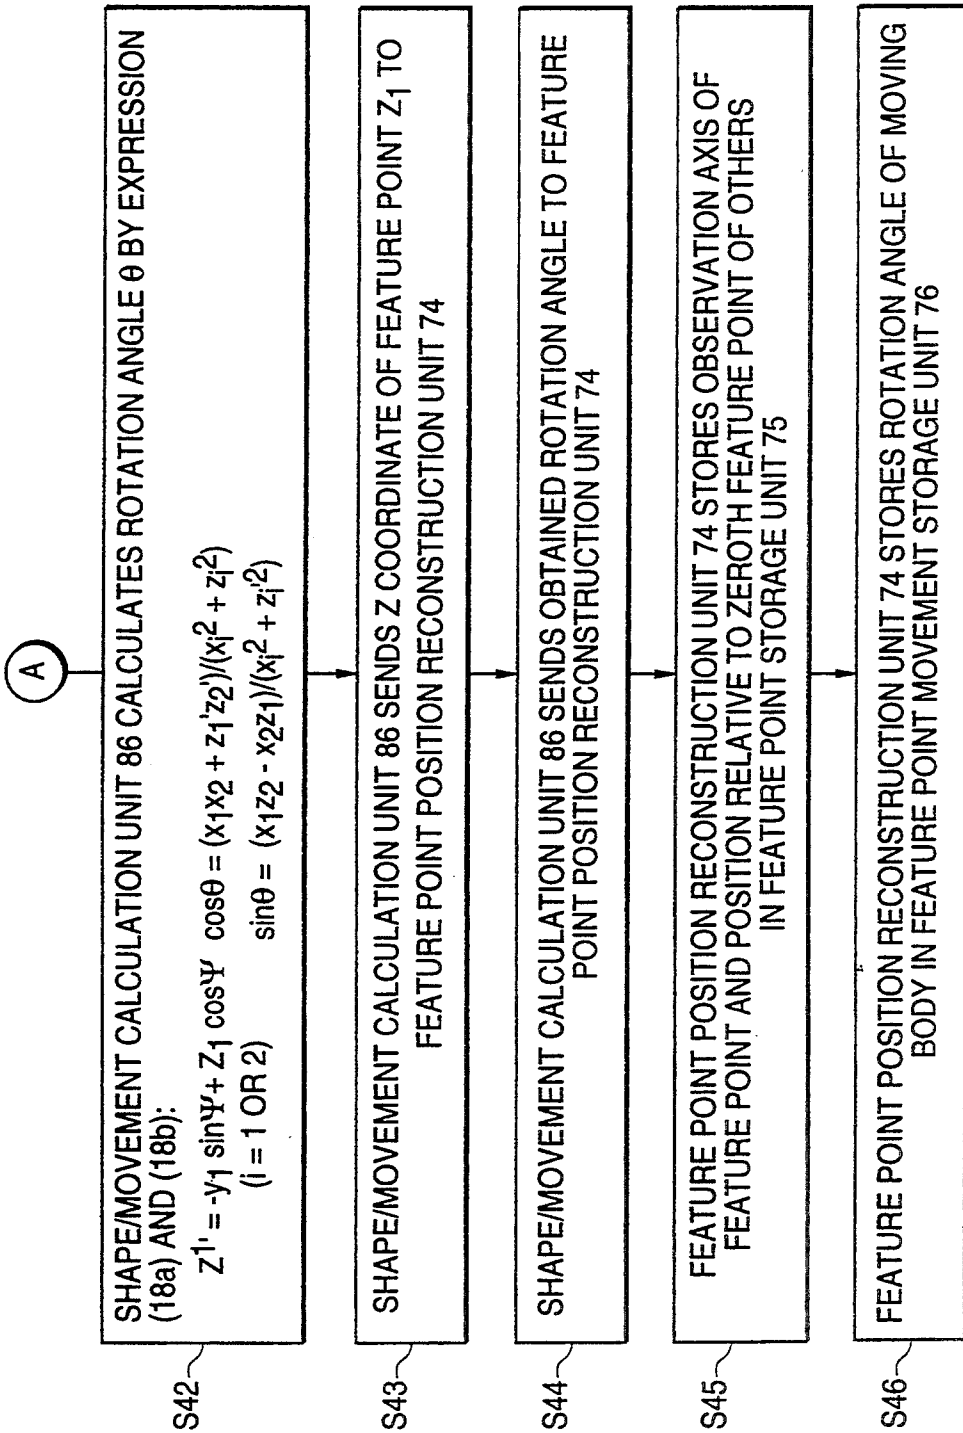 A
S42
SHAPE/MOVEMENT CALCULATION UNIT 86 CALCULATES ROTATION ANGLE θ BY EXPRESSION
(18a) AND (18b):
Z1' = -y1 sinΨ + Z1 cosΨ cosθ = (x1x2 + z1'z2')/(xi2 + zi2)
(i = 1 OR 2) sinθ = (x1z2 - x2z1)/(xi2 + zi'2)
S43
SHAPE/MOVEMENT CALCULATION UNIT 86 SENDS Z COORDINATE OF FEATURE POINT Z1 TO
FEATURE POINT POSITION RECONSTRUCTION UNIT 74
S44
SHAPE/MOVEMENT CALCULATION UNIT 86 SENDS OBTAINED ROTATION ANGLE TO FEATURE
POINT POSITION RECONSTRUCTION UNIT 74
S45
FEATURE POINT POSITION RECONSTRUCTION UNIT 74 STORES OBSERVATION AXIS OF
FEATURE POINT AND POSITION RELATIVE TO ZEROTH FEATURE POINT OF OTHERS
IN FEATURE POINT STORAGE UNIT 75
S46
FEATURE POINT POSITION RECONSTRUCTION UNIT 74 STORES ROTATION ANGLE OF MOVING
BODY IN FEATURE POINT MOVEMENT STORAGE UNIT 76